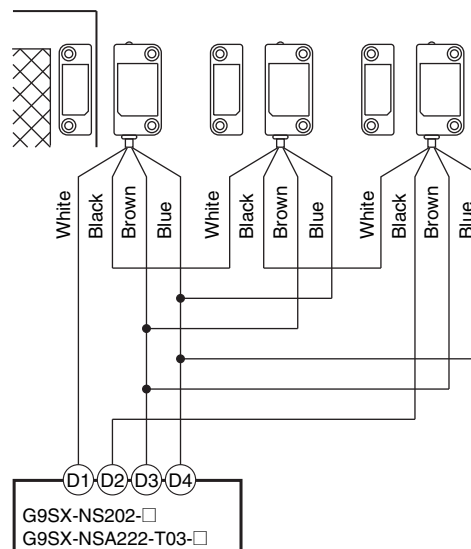 White
Black
Brown
Blue
White
Black
Brown
Blue
White
Black
Brown
Blue
D1 D2 D3 D4
G9SX-NS202-□
G9SX-NSA222-T03-□